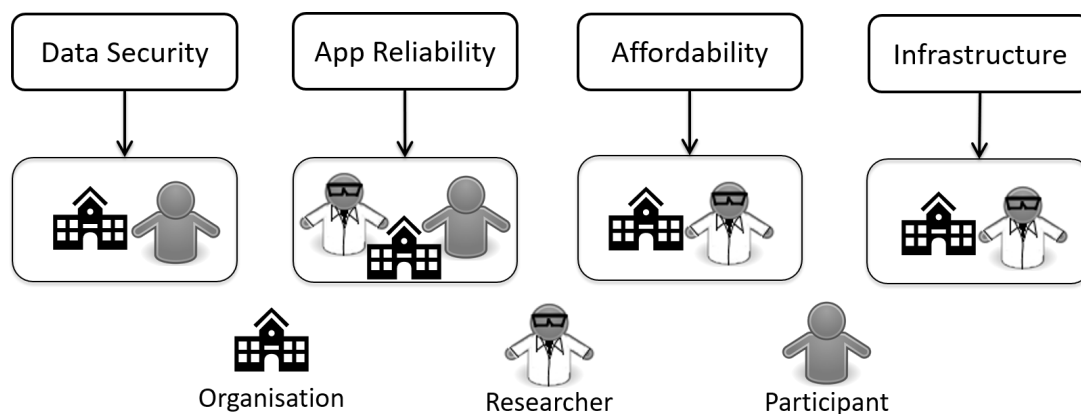 Data Security
App Reliability
Affordability
Infrastructure
Organisation
Researcher
Participant